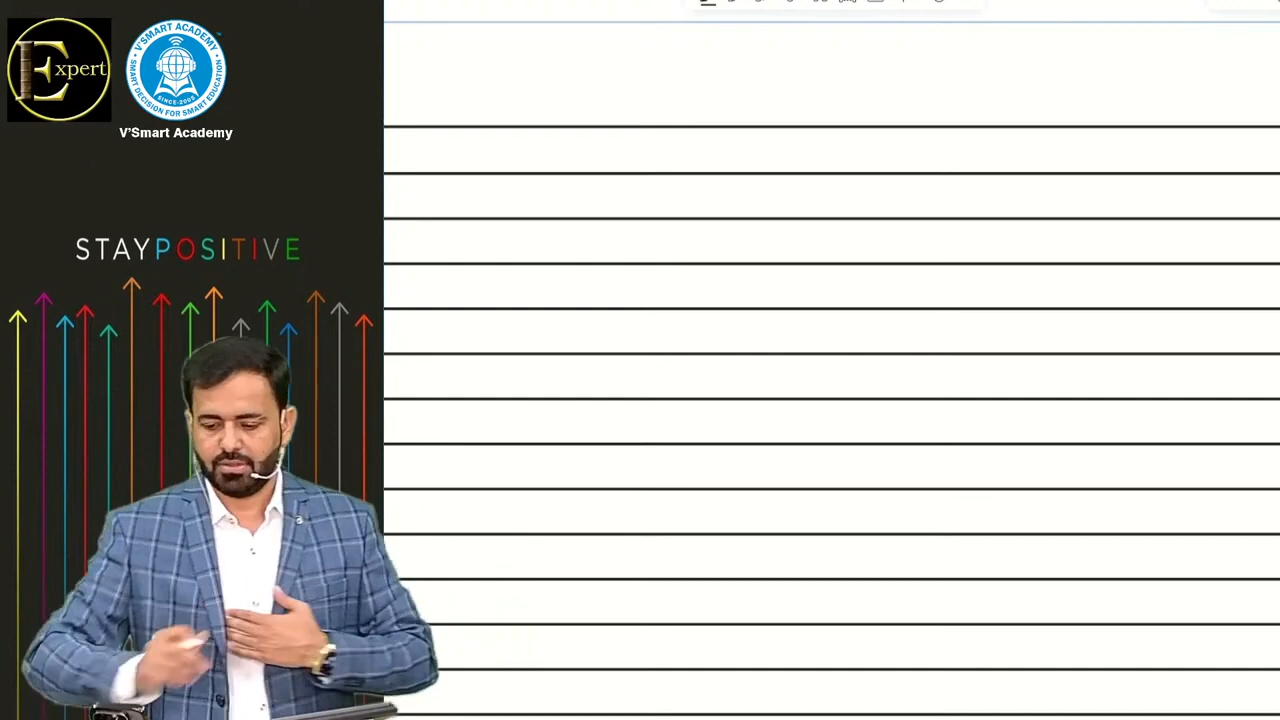 Expert
V'SMART ACADEMY
SMART DECISION FOR SMART EDUCATION
SINCE-2005
V'Smart Academy
STAYPOSITIVE